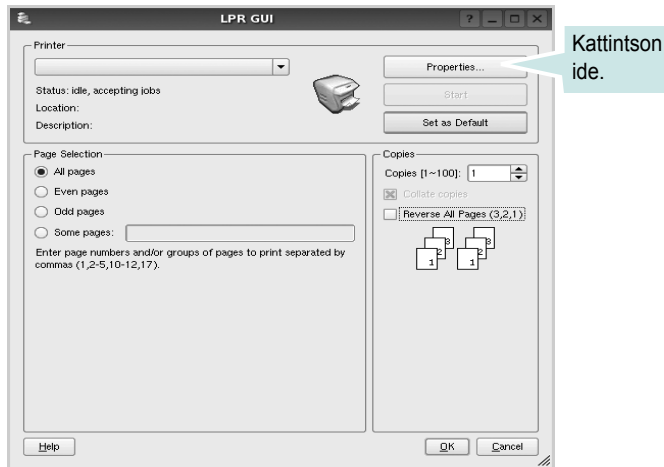 LPR GUI
Kattintson
ide.
Printer
Properties...
Status: idle, accepting jobs
Start
Location:
Description:
Set as Default
Page Selection
Copies
All pages
Copies [1~100]: 1
Even pages
Collate copies
Odd pages
Reverse All Pages (3,2,1)
Some pages:
Enter page numbers and/or groups of pages to print separated by
commas (1,2-5,10-12,17).
3 3
2 2
1 1
Help
OK
Cancel